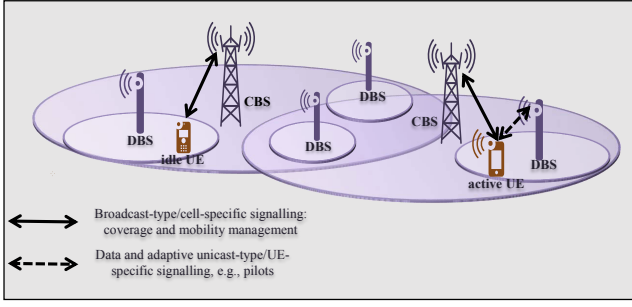 DBS
CBS
DBS
CBS
DBS
DBS
idle UE
DBS
active UE
Broadcast-type/cell-specific signalling:
coverage and mobility management
Data and adaptive unicast-type/UE-
specific signalling, e.g., pilots